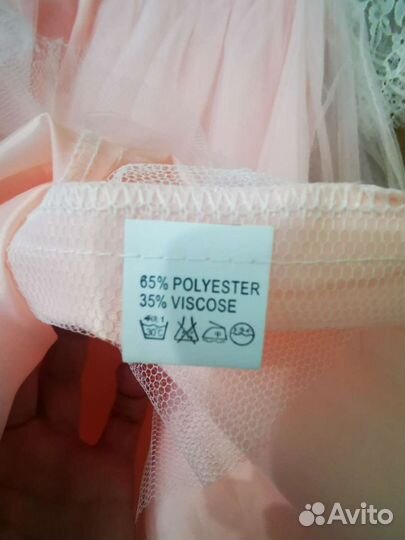 65% POLYESTER
35% VISCOSE
30°C
Avito